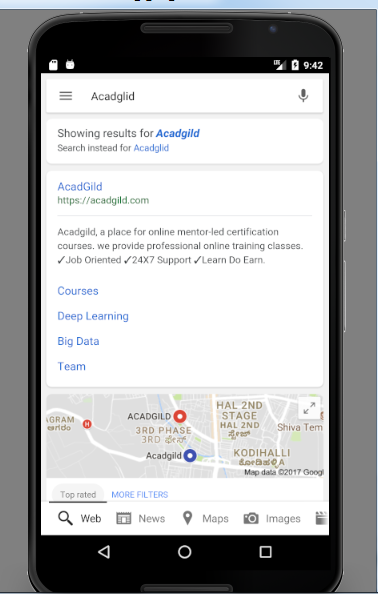 LTE
9:42
Acadglid
Showing results for Acadgild
Search instead for Acadglid
AcadGild
https://acadgild.com
Acadgild, a place for online mentor-led certification
courses. we provide professional online training classes.
✓Job Oriented ✓24X7 Support ✓Learn Do Earn.
Courses
Deep Learning
Big Data
Team
HAL 2ND
STAGE
HAL 2ND
ಸ್ಟೇಜ್
AGRAM
H
ACADGILD
3RD PHASE
3RD ಫೇಸ್
Shiva Tem
Acadgild
KODIHALLI
ಕೋಡಿಹಳ್ಳಿ
Map data ©2017 Googl
Top rated
MORE FILTERS
Web
News
Maps
Images